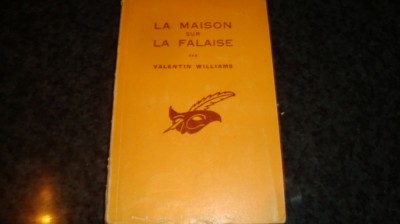 LA MAISON
SUR
LA FALAISE
PAR
VALENTIN WILLIAMS